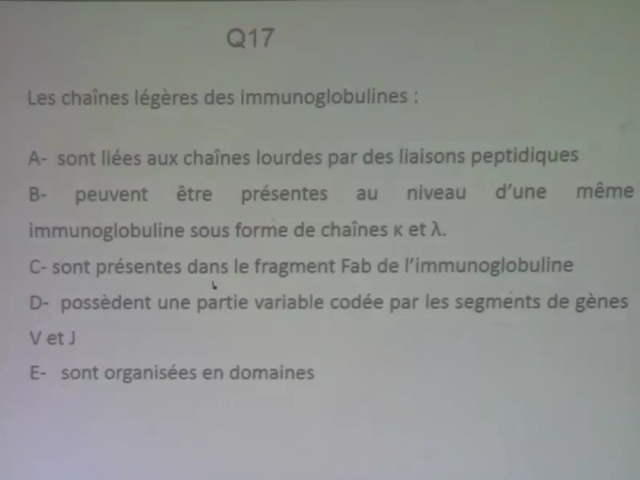 Q17
Les chaînes légères des immunoglobulines :
A- sont liées aux chaînes lourdes par des liaisons peptidiques
B- peuvent être présentes au niveau d'une même
immunoglobuline sous forme de chaînes κ et λ.
C- sont présentes dans le fragment Fab de l'immunoglobuline
D- possèdent une partie variable codée par les segments de gènes
V et J
E- sont organisées en domaines